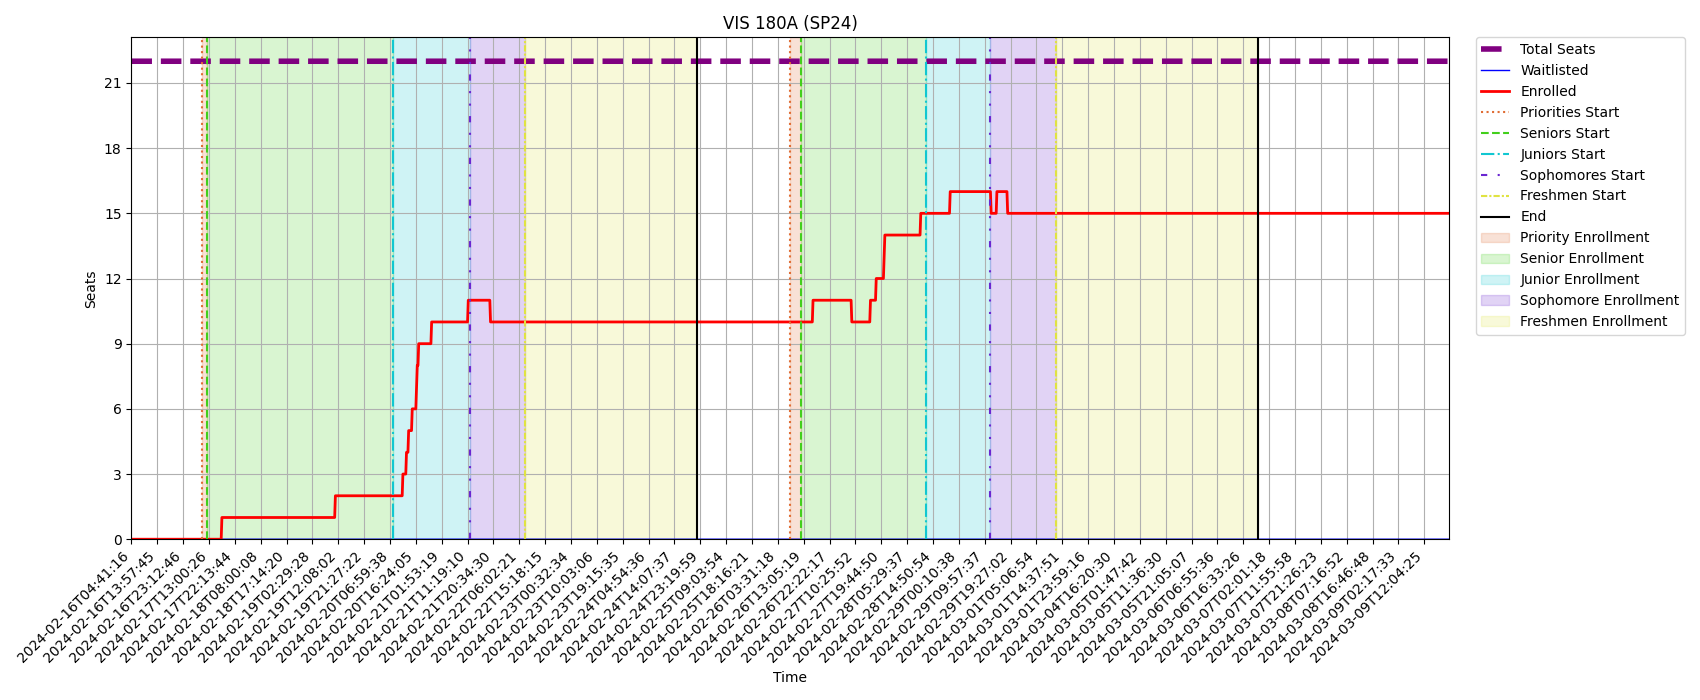 VIS 180A (SP24)
Seats
21
18
15
12
9
6
3
0
2024-02-16T04:41:16
2024-02-16T13:57:45
2024-02-16T23:12:46
2024-02-17T13:00:26
2024-02-17T22:13:44
2024-02-18T08:00:08
2024-02-18T17:14:20
2024-02-19T02:29:28
2024-02-19T12:08:02
2024-02-19T21:27:22
2024-02-20T06:59:38
2024-02-20T16:24:05
2024-02-21T01:53:19
2024-02-21T11:19:10
2024-02-21T20:34:30
2024-02-22T06:02:21
2024-02-22T15:18:15
2024-02-23T00:32:34
2024-02-23T10:03:06
2024-02-23T19:15:35
2024-02-24T04:54:36
2024-02-24T14:07:37
2024-02-24T23:19:59
2024-02-25T09:03:54
2024-02-25T18:16:21
2024-02-26T03:31:18
2024-02-26T13:05:19
2024-02-26T22:22:17
2024-02-27T10:25:52
2024-02-27T19:44:50
2024-02-28T05:29:37
2024-02-28T14:50:54
2024-02-29T00:10:38
2024-02-29T09:57:37
2024-02-29T19:27:02
2024-03-01T05:06:54
2024-03-01T14:37:51
2024-03-01T23:59:16
2024-03-04T16:20:30
2024-03-05T01:47:42
2024-03-05T11:36:30
2024-03-05T21:05:07
2024-03-06T06:55:36
2024-03-06T16:33:26
2024-03-07T02:01:18
2024-03-07T11:55:58
2024-03-07T21:26:23
2024-03-08T07:16:52
2024-03-08T16:46:48
2024-03-09T02:17:33
2024-03-09T12:04:25
Time
Total Seats
Waitlisted
Enrolled
Priorities Start
Seniors Start
Juniors Start
Sophomores Start
Freshmen Start
End
Priority Enrollment
Senior Enrollment
Junior Enrollment
Sophomore Enrollment
Freshmen Enrollment